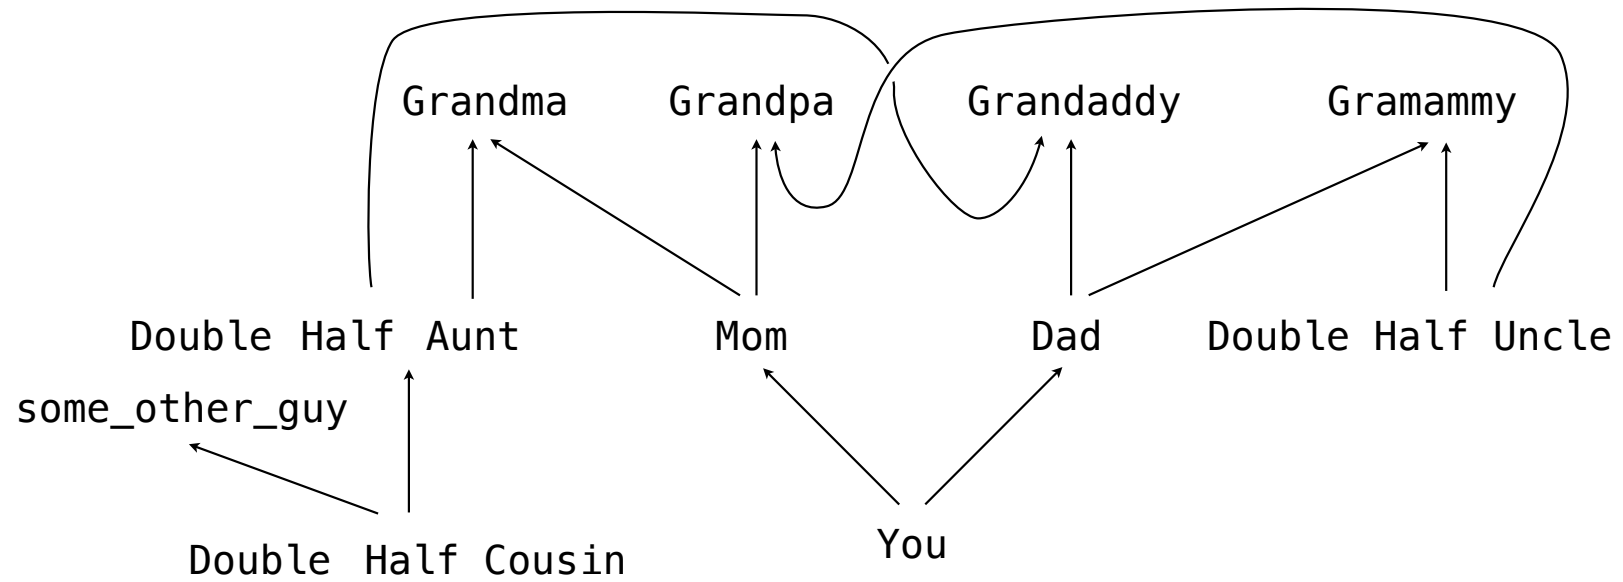 Grandma Grandpa Grandaddy Gramammy
Double Half Aunt Mom Dad Double Half Uncle
some_other_guy
Double Half Cousin You